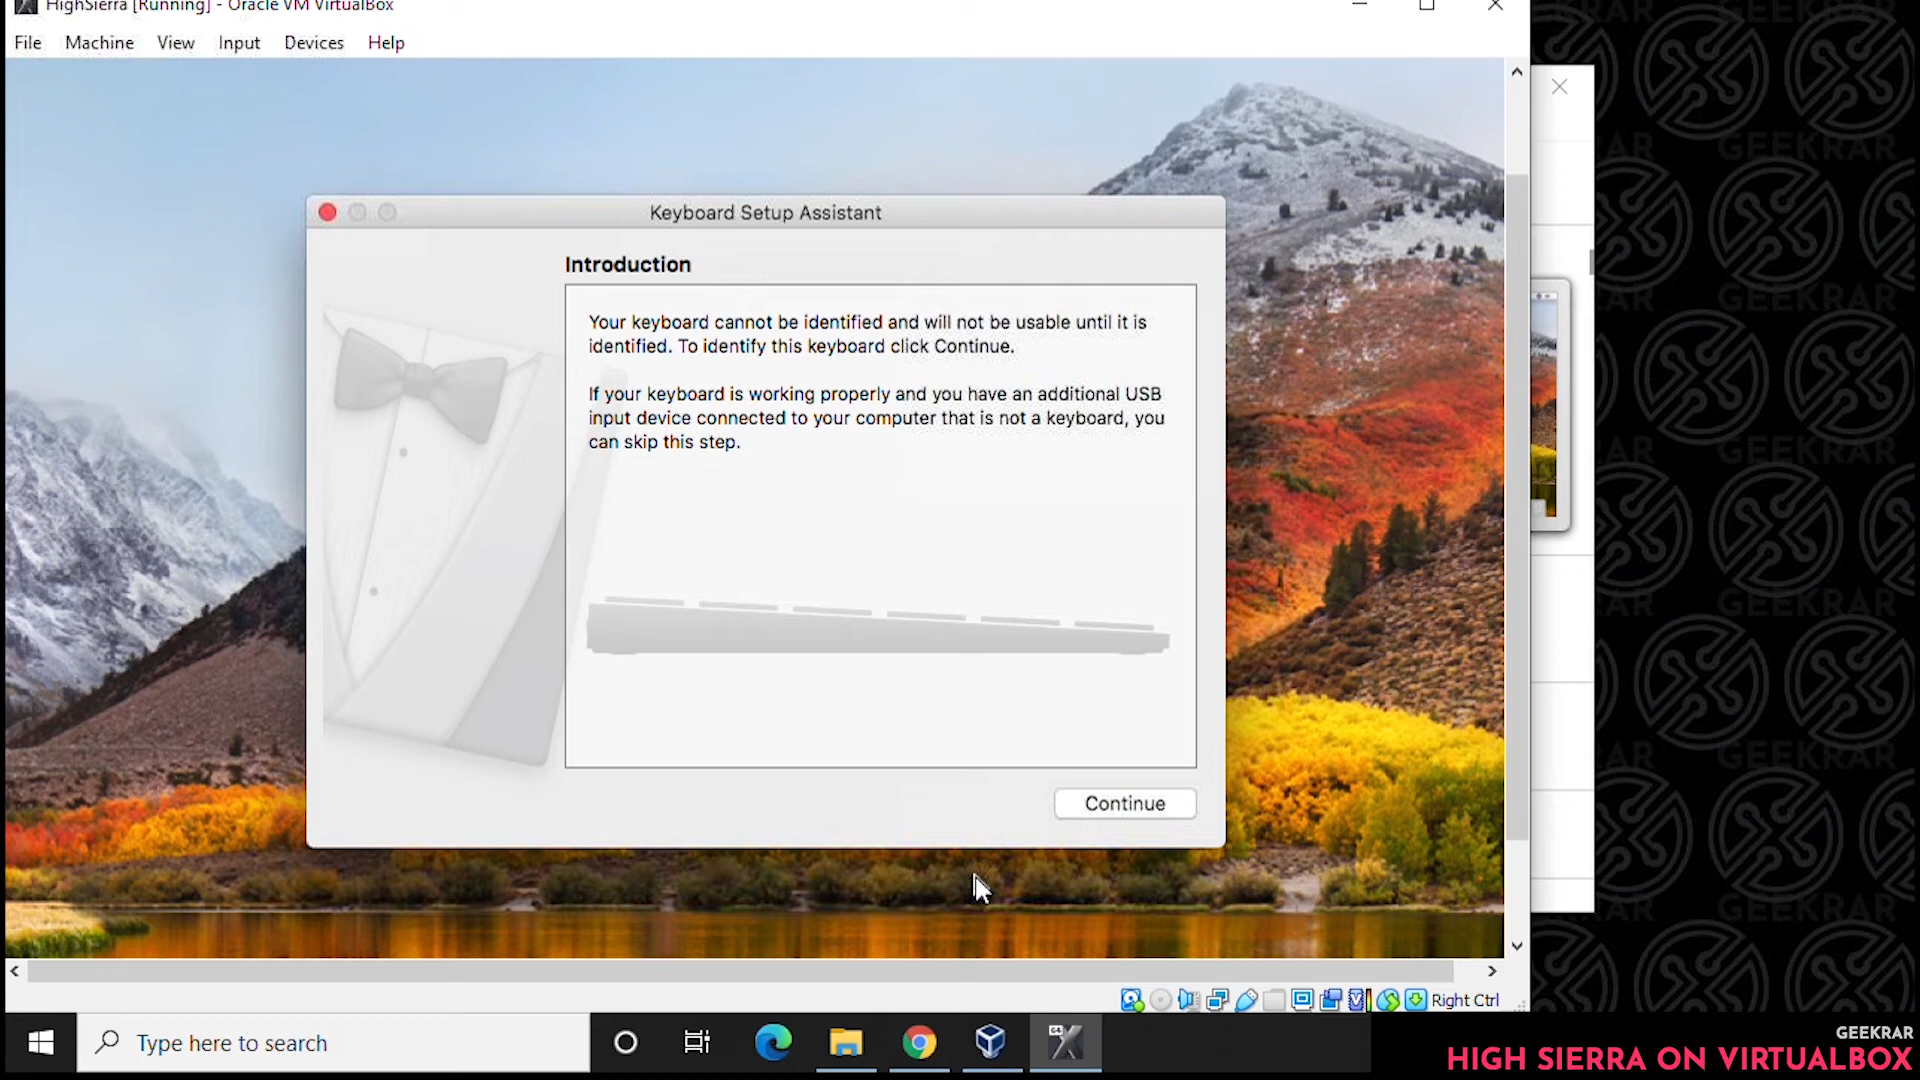 HighSierra [Running] - Oracle VM VirtualBox
File Machine View Input Devices Help
Keyboard Setup Assistant
Introduction
Your keyboard cannot be identified and will not be usable until it is
identified. To identify this keyboard click Continue.
If your keyboard is working properly and you have an additional USB
input device connected to your computer that is not a keyboard, you
can skip this step.
Continue
Right Ctrl
Type here to search
64
GEEKRAR
HIGH SIERRA ON VIRTUALBOX